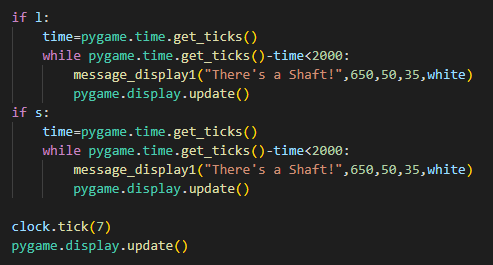 if l:
    time=pygame.time.get_ticks()
    while pygame.time.get_ticks()-time<2000:
        message_display1("There's a Shaft!",650,50,35,white)
        pygame.display.update()
if s:
    time=pygame.time.get_ticks()
    while pygame.time.get_ticks()-time<2000:
        message_display1("There's a Shaft!",650,50,35,white)
        pygame.display.update()

clock.tick(7)
pygame.display.update()